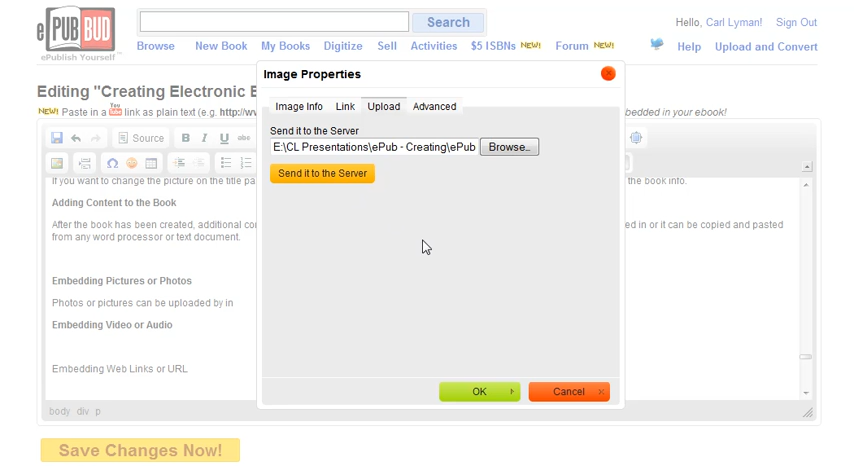 ePUB BUD
ePublish Yourself
Search
Hello, Carl Lyman! Sign Out
Browse New Book My Books Digitize Sell Activities $5 ISBNs NEW! Forum NEW! Help Upload and Convert
Editing "Creating Electronic
Image Properties
NEW! Paste in a You link as plain text (e.g. http://
bedded in your ebook!
Image Info Link Upload Advanced
Send it to the Server
E:\CL Presentations\ePub - Creating\ePub Browse...
Send it to the Server
Source B I U abc
If you want to change the picture on the title
the book info.
Adding Content to the Book
After the book has been created, additional
ed in or it can be copied and pasted
from any word processor or text document.
Embedding Pictures or Photos
Photos or pictures can be uploaded by in
Embedding Video or Audio
Embedding Web Links or URL
OK Cancel
body div p
Save Changes Now!